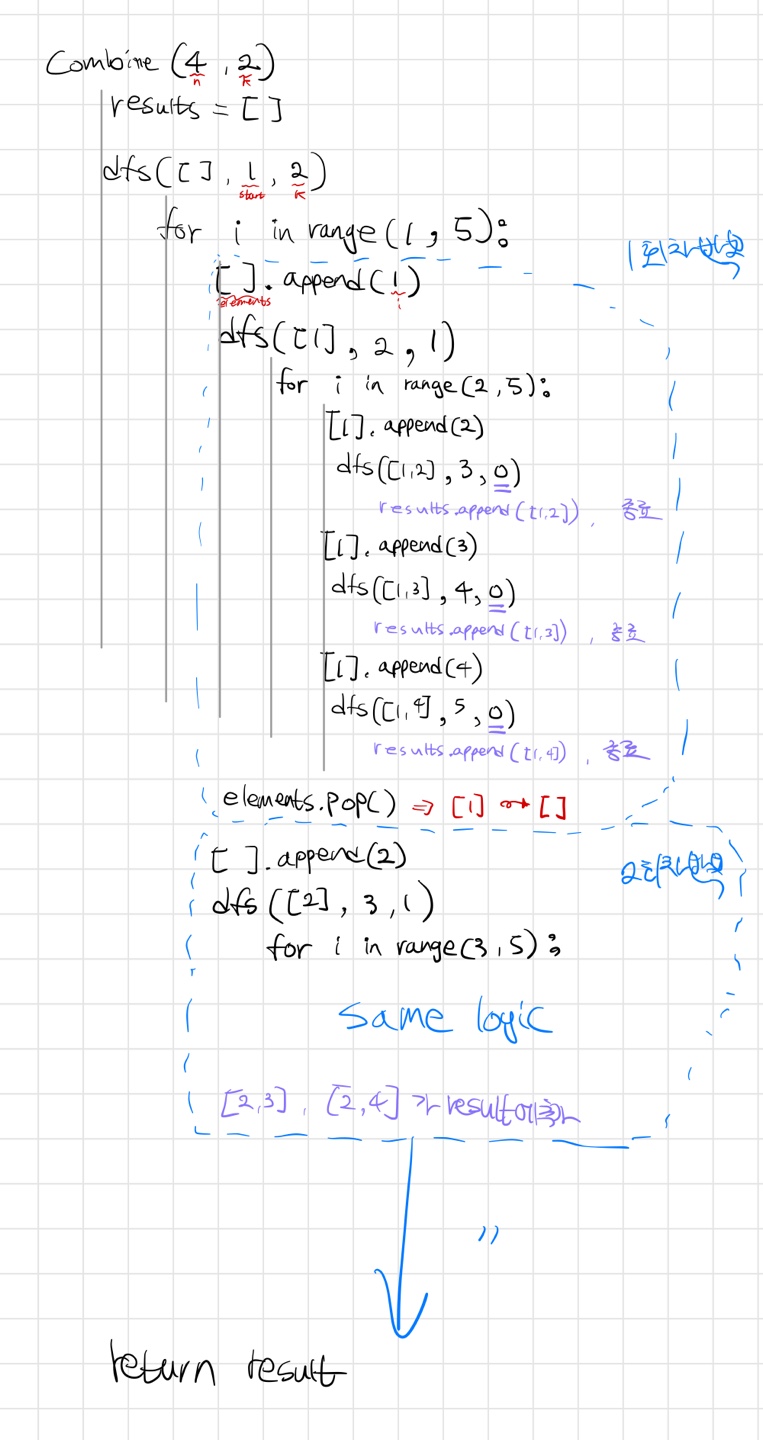 Combine (4 , 2)
n k
results = [ ]
dfs([ ] , 1 , 2)
start k
for i in range(1 , 5):
1회차반복
[ ]. append(1)
elements i
dfs([1] , 2 , 1)
for i in range(2,5):
[1]. append(2)
dfs([1,2] , 3 , 0)
results.append([1,2]) , 종료
[1]. append(3)
dfs([1,3] , 4 , 0)
results.append([1,3]) , 종료
[1]. append(4)
dfs([1,4] , 5 , 0)
results.append([1,4]) , 종료
elements.pop() ⇒ [1] → [ ]
[ ].append(2)
2회차반복
dfs ([2] , 3 , 1)
for i in range(3,5) :
same logic
[2,3] , [2,4] 가 result에 추가
〃
return result